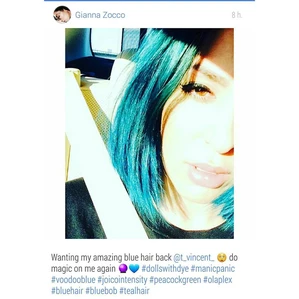 Gianna Zocco
8 h
Wanting my amazing blue hair back @t_vincent_ 😌 do
magic on me again 🔮💙 #dollswithdye #manicpanic
#voodooblue #joicointensity #peacockgreen #olaplex
#bluehair #bluebob #tealhair